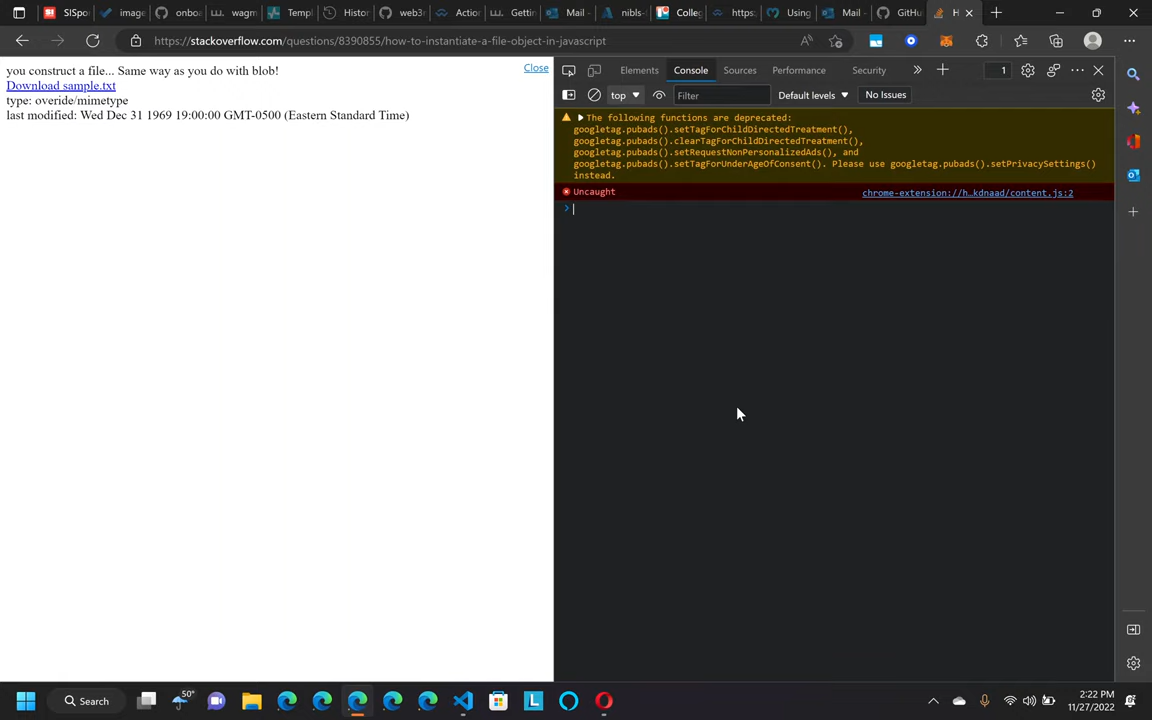 SISpo
image
onbo
wagm
Templ
Histor
web3
Action
Gettin
Mail -
nibls-
Colleg
https:
Using
Mail -
GitHu
H
https://stackoverflow.com/questions/8390855/how-to-instantiate-a-file-object-in-javascript
you construct a file... Same way as you do with blob!
Close
Download sample.txt
type: overide/mimetype
last modified: Wed Dec 31 1969 19:00:00 GMT-0500 (Eastern Standard Time)
Elements
Console
Sources
Performance
Security
1
top
Filter
Default levels
No Issues
The following functions are deprecated:
googletag.pubads().setTagForChildDirectedTreatment(),
googletag.pubads().clearTagForChildDirectedTreatment(),
googletag.pubads().setRequestNonPersonalizedAds(), and
googletag.pubads().setTagForUnderAgeOfConsent(). Please use googletag.pubads().setPrivacySettings()
instead.
Uncaught
chrome-extension://h…kdnaad/content.js:2
Search
50°
2:22 PM
11/27/2022